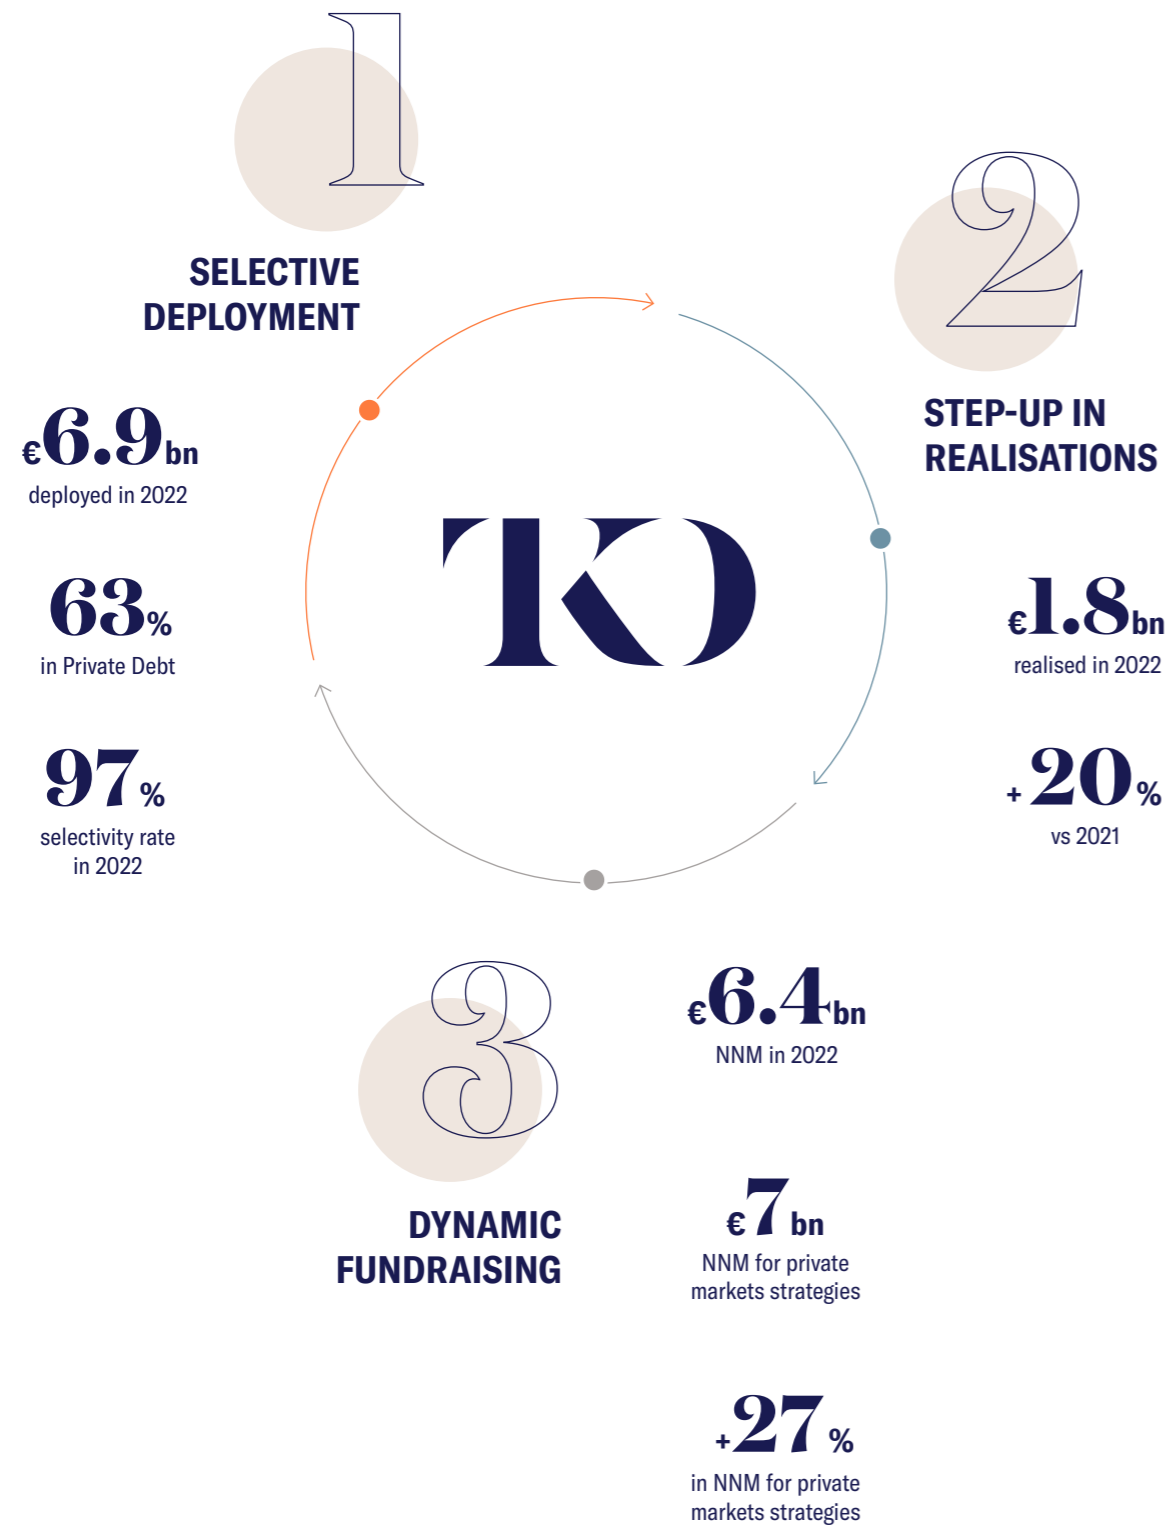 1
SELECTIVE
DEPLOYMENT
€6.9bn
deployed in 2022
63%
in Private Debt
97%
selectivity rate
in 2022
2
STEP-UP IN
REALISATIONS
€1.8bn
realised in 2022
+20%
vs 2021
TKO
3
DYNAMIC
FUNDRAISING
€6.4bn
NNM in 2022
€7bn
NNM for private
markets strategies
+27%
in NNM for private
markets strategies